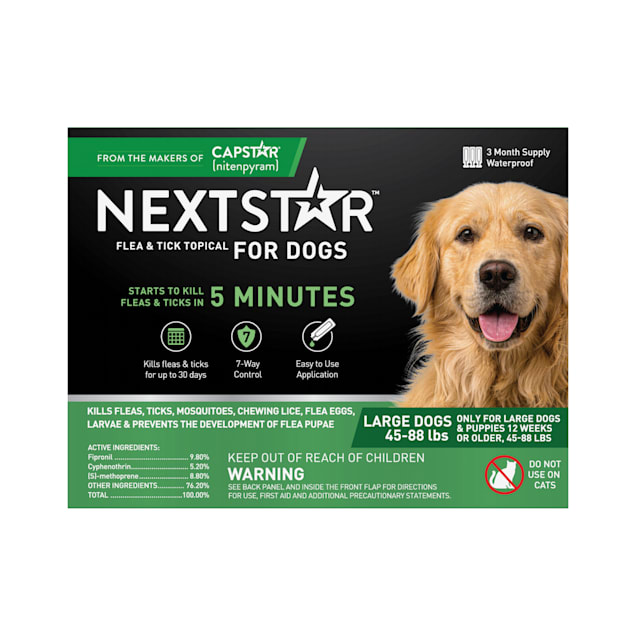 FROM THE MAKERS OF CAPSTAR®
(nitenpyram)
3 Month Supply
Waterproof
NEXTSTAR™
FLEA & TICK TOPICAL FOR DOGS
STARTS TO KILL
FLEAS & TICKS IN 5 MINUTES
Kills fleas & ticks
for up to 30 days
7
7-Way
Control
Easy to Use
Application
KILLS FLEAS, TICKS, MOSQUITOES, CHEWING LICE, FLEA EGGS,
LARVAE & PREVENTS THE DEVELOPMENT OF FLEA PUPAE
LARGE DOGS
45-88 lbs
ONLY FOR LARGE DOGS
& PUPPIES 12 WEEKS
OR OLDER, 45-88 LBS
ACTIVE INGREDIENTS:
Fipronil 9.80%
Cyphenothrin 5.20%
(S)-methoprene 8.80%
OTHER INGREDIENTS 76.20%
TOTAL 100.00%
KEEP OUT OF REACH OF CHILDREN
WARNING
SEE BACK PANEL AND INSIDE THE FRONT FLAP FOR DIRECTIONS
FOR USE, FIRST AID AND ADDITIONAL PRECAUTIONARY STATEMENTS.
DO NOT
USE ON
CATS